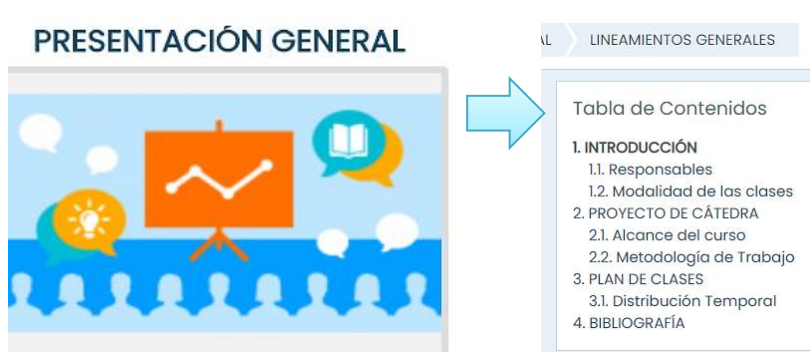 PRESENTACIÓN GENERAL
AL
LINEAMIENTOS GENERALES
Tabla de Contenidos
1. INTRODUCCIÓN
1.1. Responsables
1.2. Modalidad de las clases
2. PROYECTO DE CÁTEDRA
2.1. Alcance del curso
2.2. Metodología de Trabajo
3. PLAN DE CLASES
3.1. Distribución Temporal
4. BIBLIOGRAFÍA